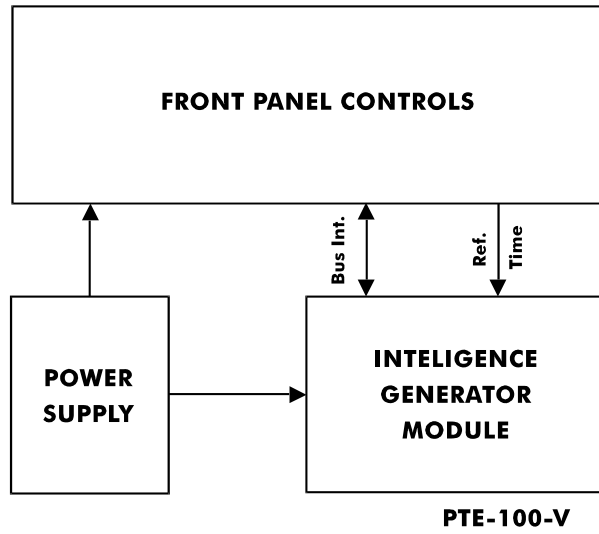 FRONT PANEL CONTROLS
Bus Int.
Ref.
Time
POWER
SUPPLY
INTELIGENCE
GENERATOR
MODULE
PTE-100-V